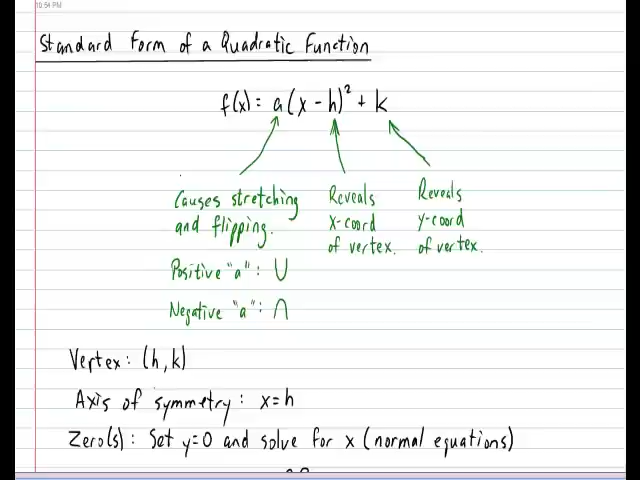 10:54 PM
Standard Form of a Quadratic Function
f(x) = a(x - h)² + k
Causes stretching
and flipping.
Positive "a": ∪
Negative "a": ∩
Reveals
x-coord
of vertex.
Reveals
y-coord
of vertex.
Vertex: (h, k)
Axis of symmetry: x=h
Zero(s): Set y=0 and solve for x (normal equations)